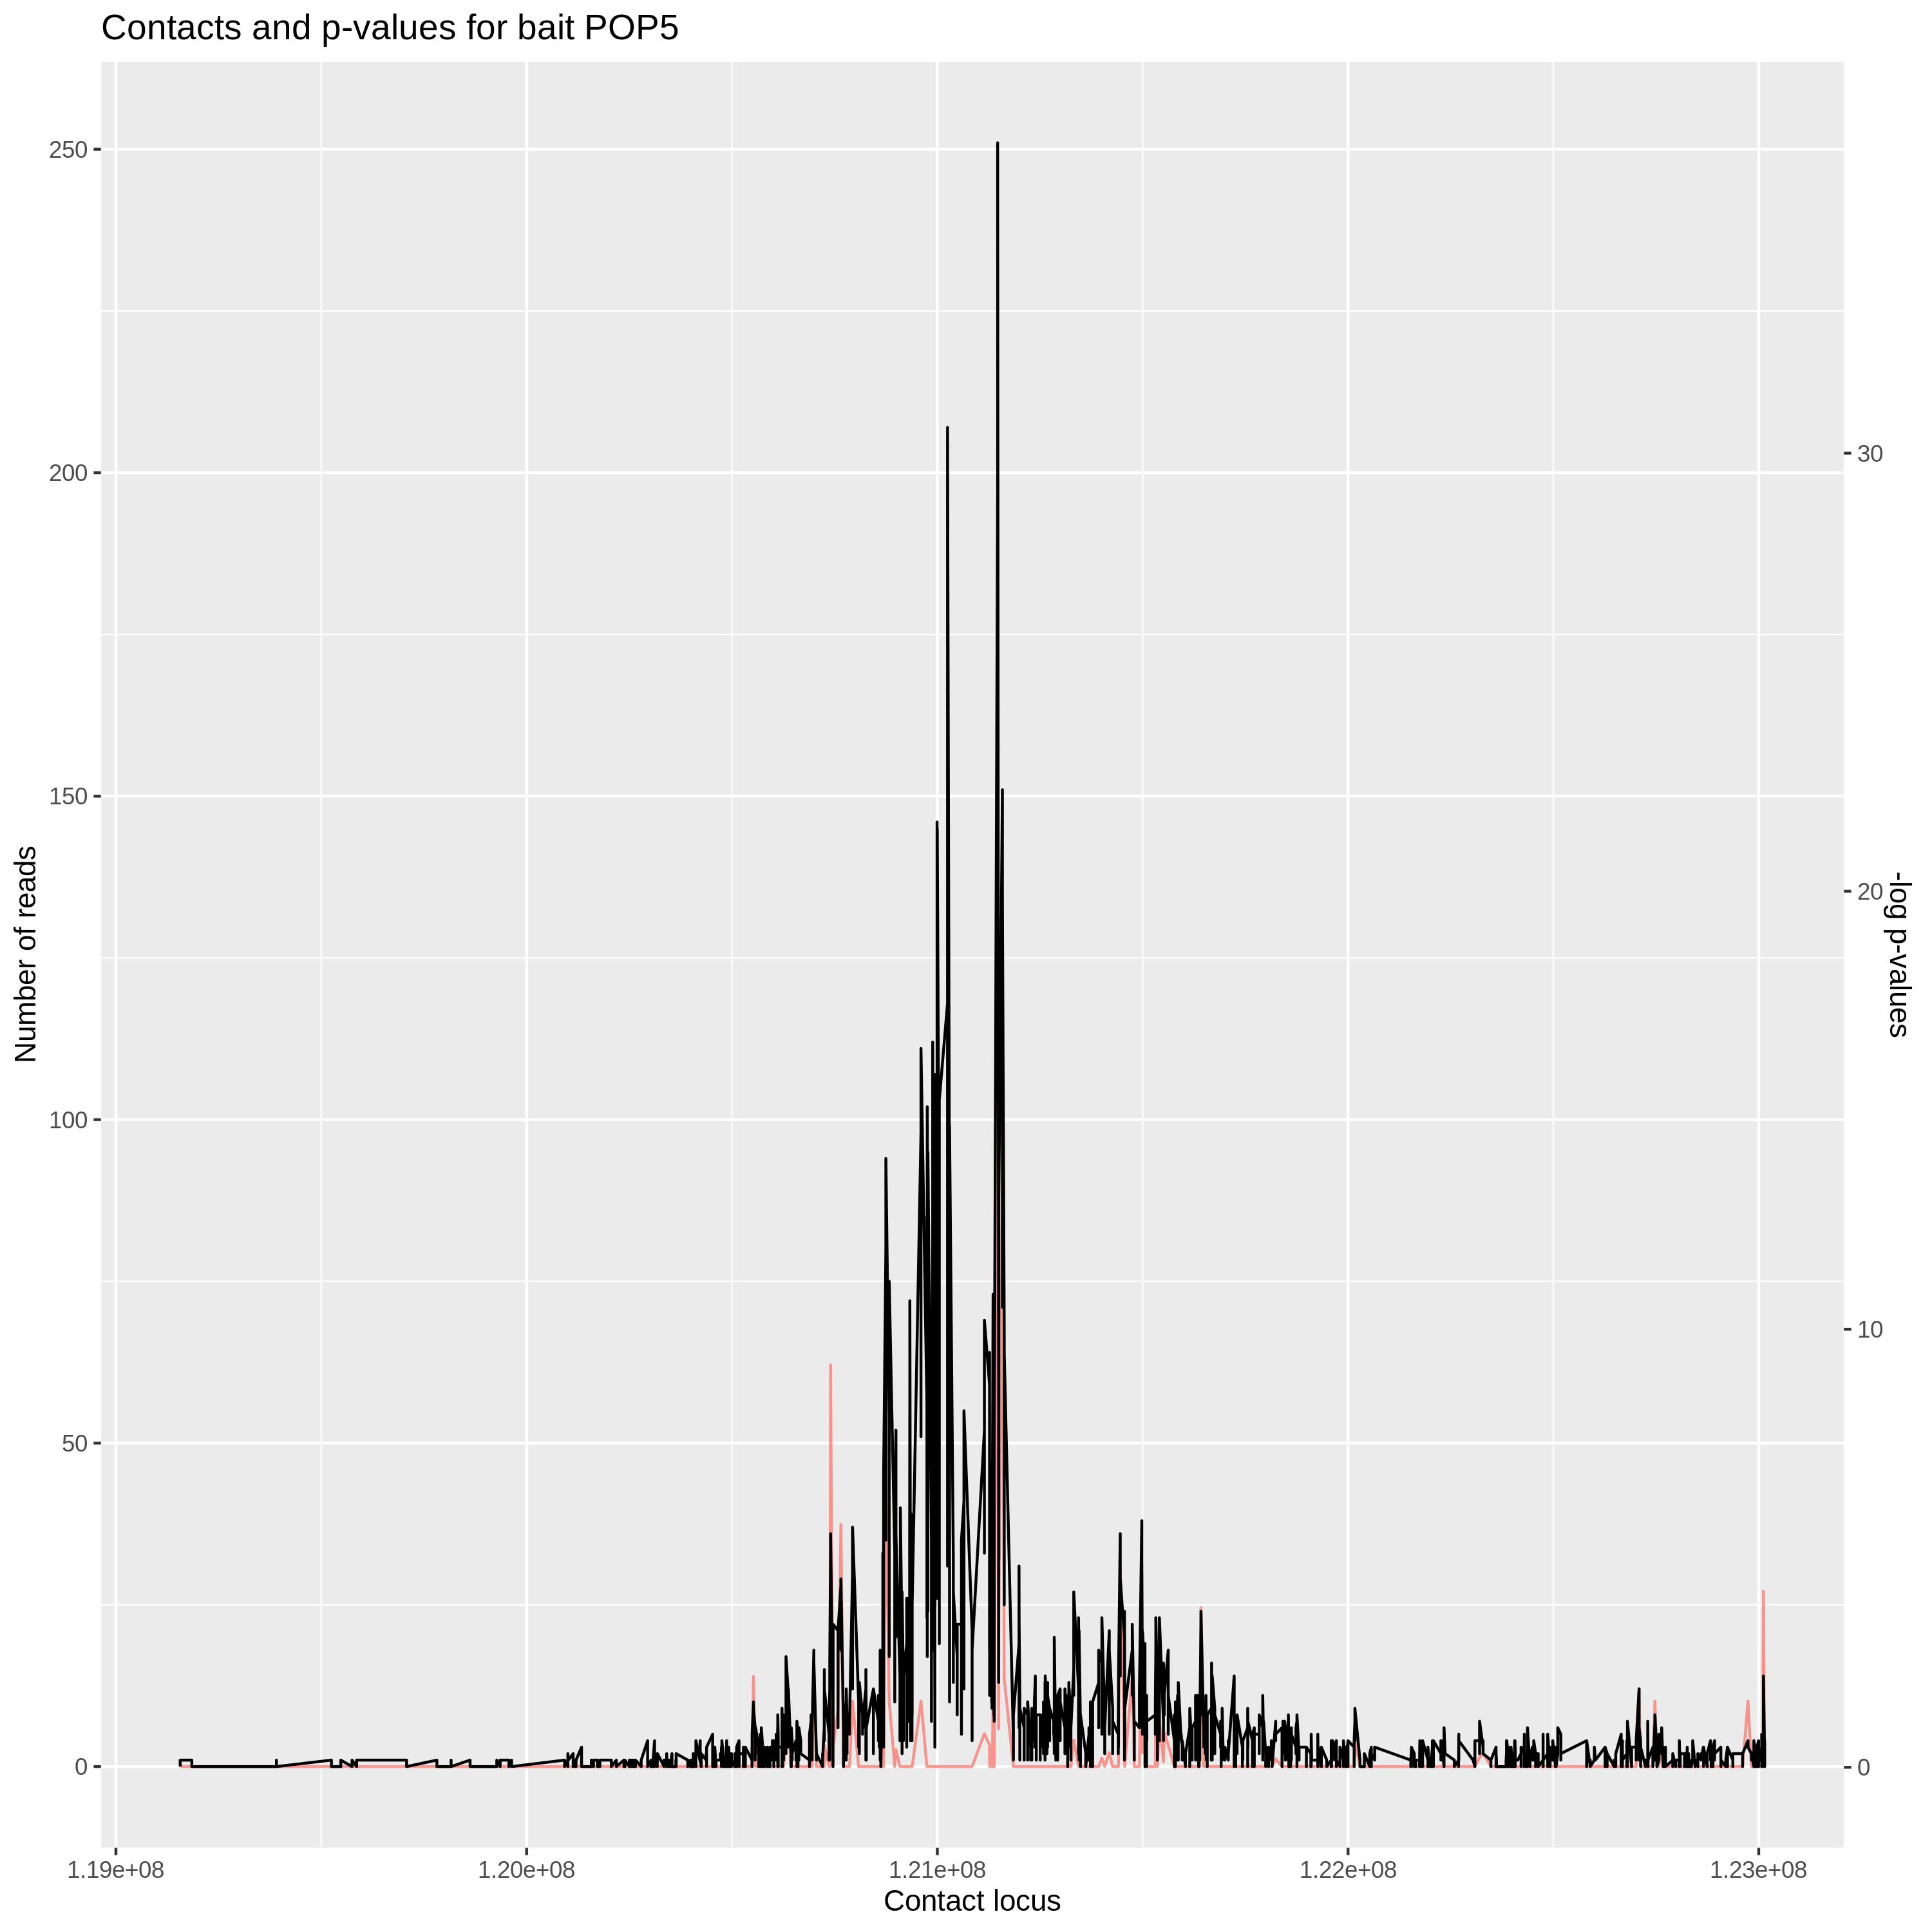 Contacts and p-values for bait POP5
Number of reads
250
200
150
100
50
0
30
20
10
0
-log p-values
1.19e+08
1.20e+08
1.21e+08
1.22e+08
1.23e+08
Contact locus